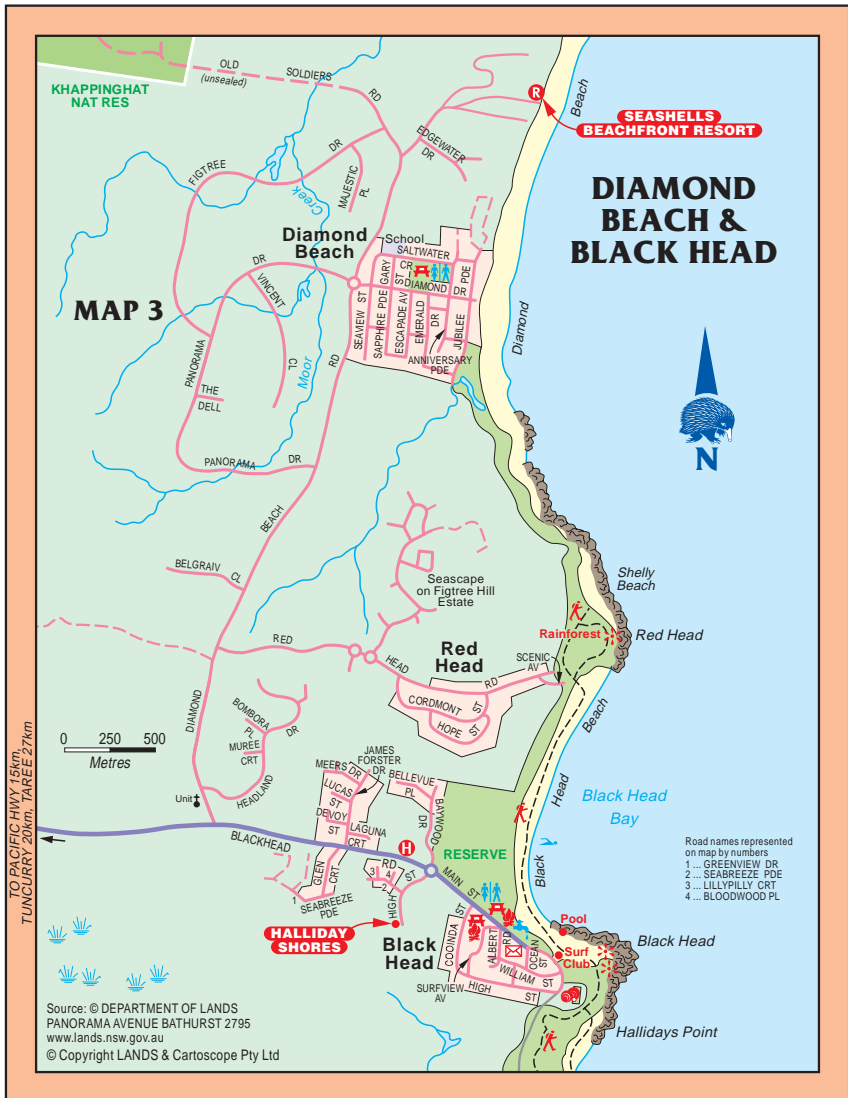 OLD SOLDIERS RD
(unsealed)
KHAPPINGHAT
NAT RES
Beach
R
SEASHELLS
BEACHFRONT RESORT
DIAMOND
BEACH &
BLACK HEAD
EDGEWATER
DR
FIGTREE DR
MAJESTIC
PL
Creek
Diamond
Beach
School
SALTWATER
CR
GARY
ST
DIAMOND DR
PDE
MAP 3
DR
VINCENT
CL
SEAVIEW ST
SAPPHIRE PDE
ESCAPADE AV
EMERALD
DR
JUBILEE
ANNIVERSARY
PDE
Diamond
PANORAMA
RD
Moor
THE
DELL
N
PANORAMA DR
BEACH
BELGRAIV CL
Seascape
on Figtree Hill
Estate
Shelly
Beach
Rainforest
Red Head
RED
HEAD
RD
Red
Head
SCENIC
AV
CORDMONT
ST
HOPE ST
Beach
DIAMOND
BOMBORA
PL
DR
MUREE
CRT
HEADLAND
0 250 500
Metres
Unit
JAMES
FORSTER
DR
MEERS DR
LUCAS
ST
DEVOY
ST
LAGUNA
CRT
BELLEVUE
PL
BAYWOOD
DR
Head
Black Head
Bay
TO PACIFIC HWY 15km,
TUNCURRY 20km, TAREE 27km
BLACKHEAD
H
RD
RESERVE
Black
Road names represented
on map by numbers
1 ... GREENVIEW DR
2 ... SEABREEZE PDE
3 ... LILLYPILLY CRT
4 ... BLOODWOOD PL
GLEN
CRT
1
SEABREEZE
PDE
3 4
2
HIGH
ST
MAIN ST
HALLIDAY
SHORES
Black
Head
COOINDA
ST
ALBERT
RD
OCEAN
ST
WILLIAM ST
SURFVIEW
AV
HIGH ST
Pool
Surf
Club
Black Head
Hallidays Point
Source: © DEPARTMENT OF LANDS
PANORAMA AVENUE BATHURST 2795
www.lands.nsw.gov.au
© Copyright LANDS & Cartoscope Pty Ltd